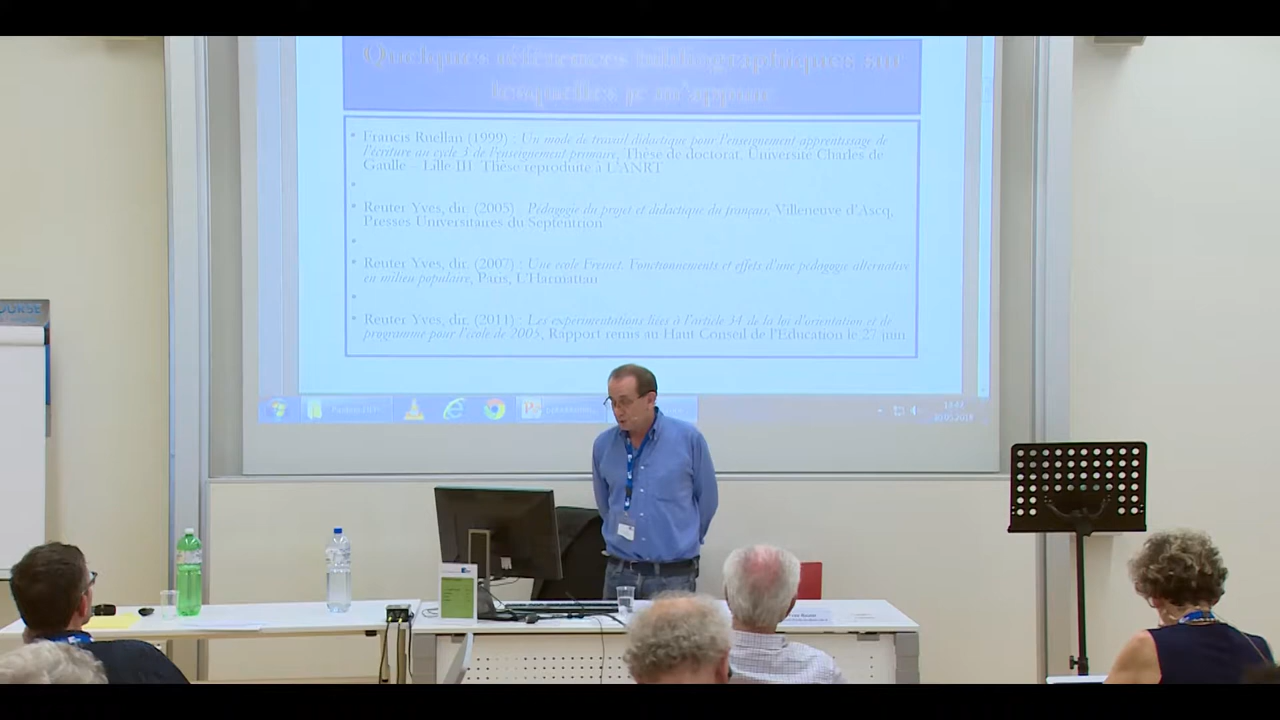 Quelques références bibliographiques sur
lesquelles je m'appuie
Francis Ruellan (1999) : Un mode de travail didactique pour l'enseignement apprentissage de
l'écriture au cycle 3 de l'enseignement primaire, Thèse de doctorat. Université Charles de
Gaulle – Lille III Thèse reproduite à L'ANRT
Reuter Yves, dir. (2005) : Pédagogie du projet et didactique du français. Villeneuve d'Ascq,
Presses Universitaires du Septentrion
Reuter Yves, dir. (2007) : Une école Freinet. Fonctionnements et effets d'une pédagogie alternative
en milieu populaire, Paris, L'Harmattan
Reuter Yves, dir. (2011) : Les expérimentations liées à l'article 34 de la loi d'orientation et de
programme pour l'école de 2005, Rapport remis au Haut Conseil de l'Education le 27 juin